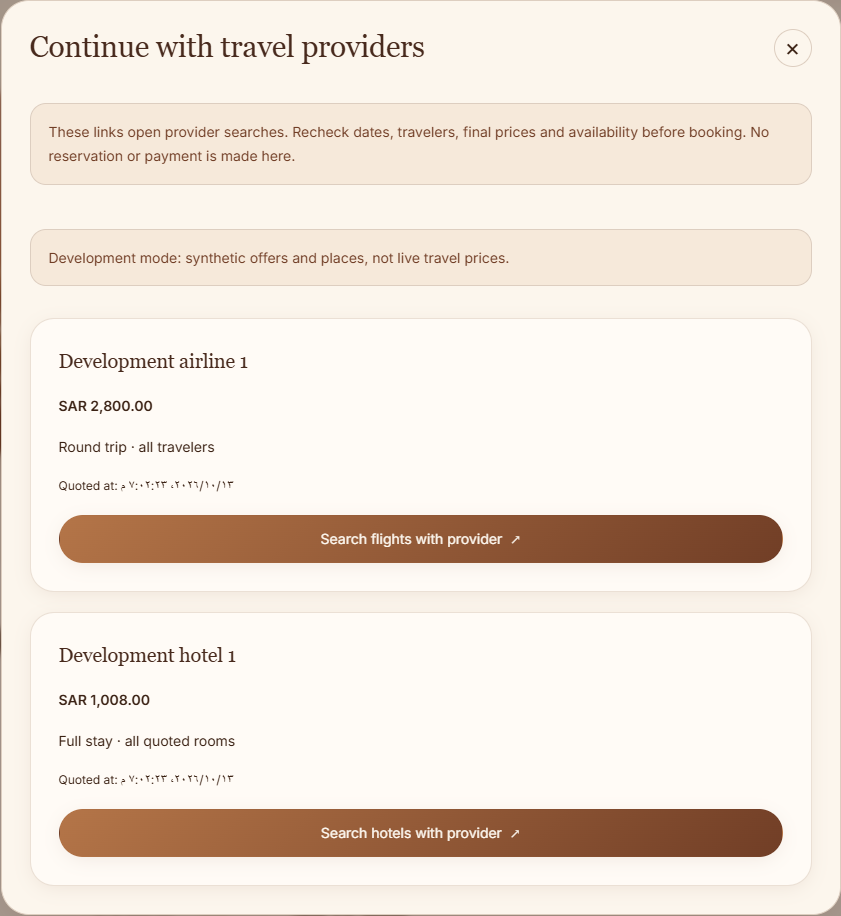 Continue with travel providers
These links open provider searches. Recheck dates, travelers, final prices and availability before booking. No
reservation or payment is made here.
Development mode: synthetic offers and places, not live travel prices.
Development airline 1
SAR 2,800.00
Round trip · all travelers
Quoted at: ١٣‏/١٠‏/٢٠٢٦، ٧:٠٢:٢٣ م
Search flights with provider ↗
Development hotel 1
SAR 1,008.00
Full stay · all quoted rooms
Quoted at: ١٣‏/١٠‏/٢٠٢٦، ٧:٠٢:٢٣ م
Search hotels with provider ↗